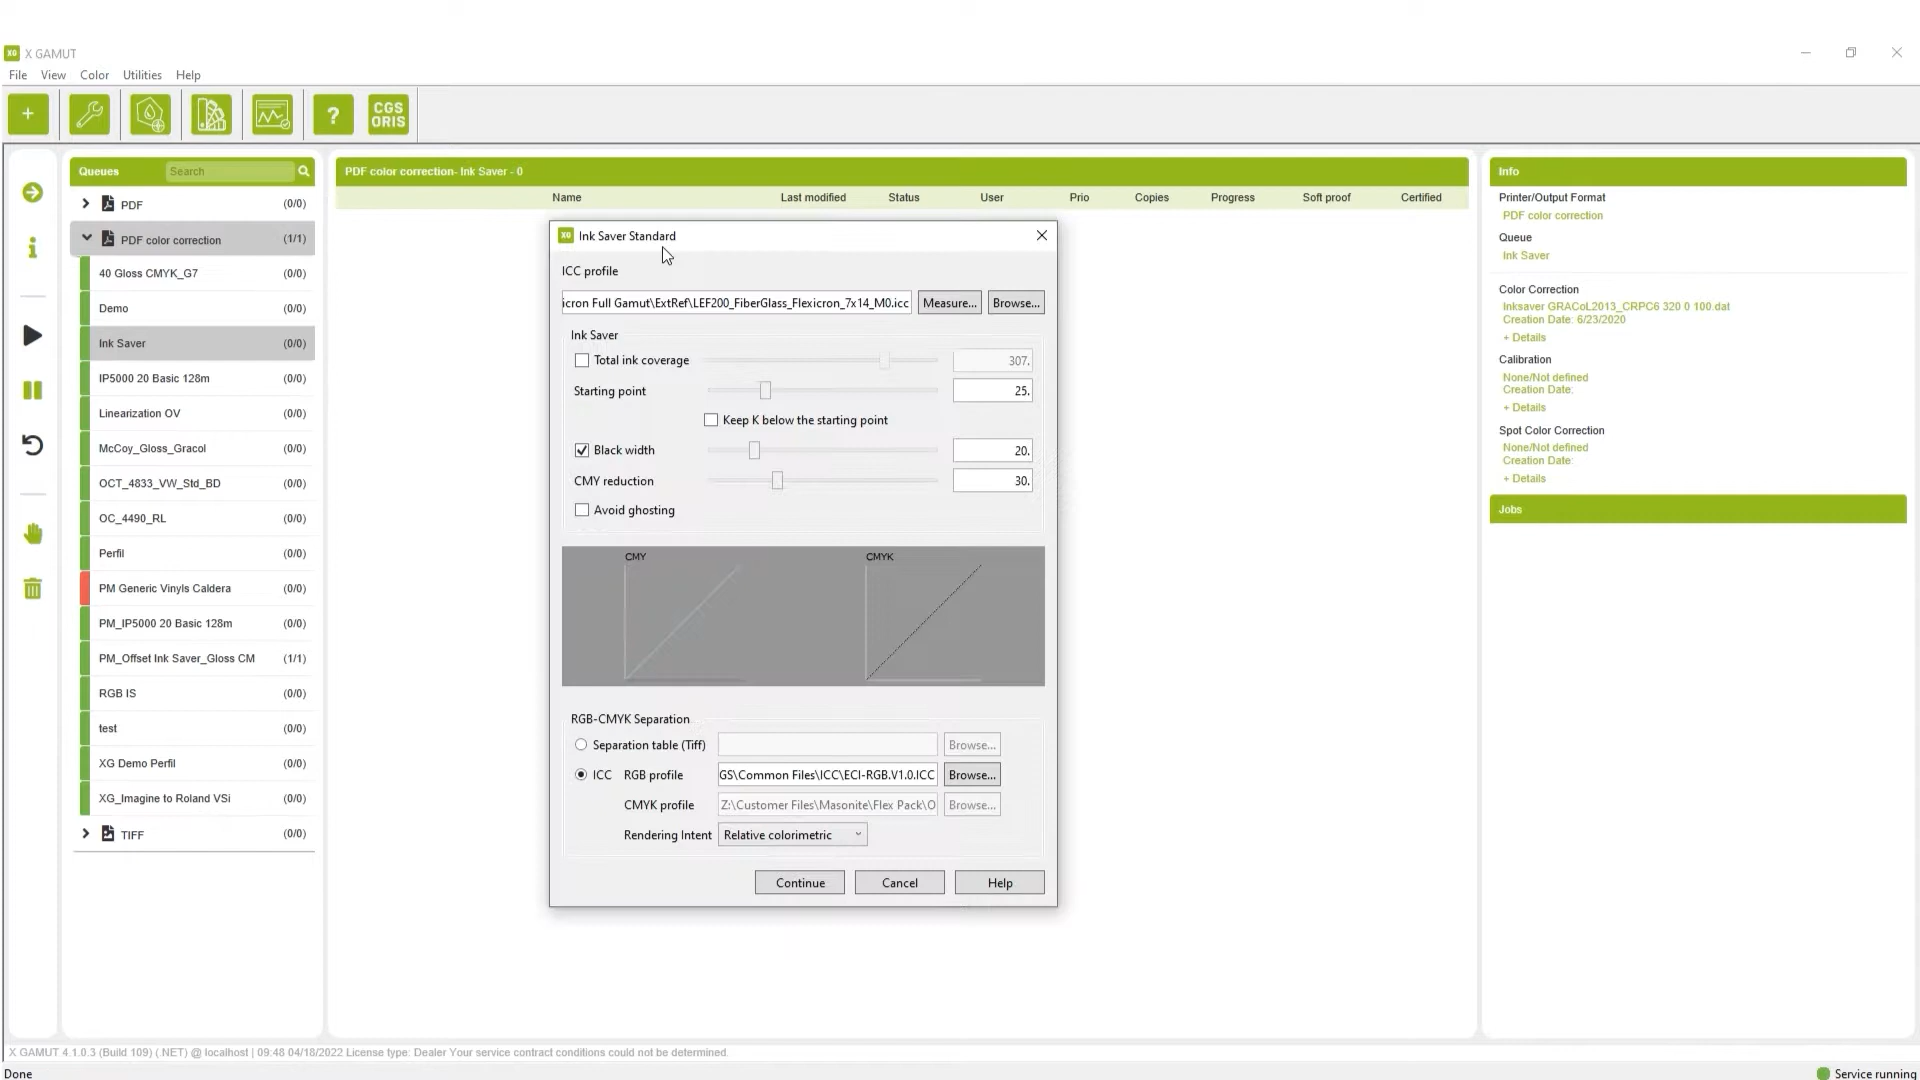 XG X GAMUT
File View Color Utilities Help
+ ? CGS ORIS
Queues Search
PDF (0/0)
PDF color correction (1/1)
40 Gloss CMYK_G7 (0/0)
Demo (0/0)
Ink Saver (0/0)
IP5000 20 Basic 128m (0/0)
Linearization OV (0/0)
McCoy_Gloss_Gracol (0/0)
OCT_4833_VW_Std_BD (0/0)
OC_4490_RL (0/0)
Perfil (0/0)
PM Generic Vinyls Caldera (0/0)
PM_IP5000 20 Basic 128m (0/0)
PM_Offset Ink Saver_Gloss CM (1/1)
RGB IS (0/0)
test (0/0)
XG Demo Perfil (0/0)
XG_Imagine to Roland VSi (0/0)
TIFF (0/0)
PDF color correction- Ink Saver - 0
Name Last modified Status User Prio Copies Progress Soft proof Certified
XG Ink Saver Standard
ICC profile
icron Full Gamut\ExtRef\LEF200_FiberGlass_Flexicron_7x14_M0.icc Measure... Browse...
Ink Saver
Total ink coverage 307.
Starting point 25.
Keep K below the starting point
Black width 20.
CMY reduction 30.
Avoid ghosting
CMY CMYK
RGB-CMYK Separation
Separation table (Tiff) Browse...
ICC RGB profile GS\Common Files\ICC\ECI-RGB.V1.0.ICC Browse...
CMYK profile Z:\Customer Files\Masonite\Flex Pack\O Browse...
Rendering Intent Relative colorimetric
Continue Cancel Help
Info
Printer/Output Format
PDF color correction
Queue
Ink Saver
Color Correction
Inksaver GRACoL2013_CRPC6 320 0 100.dat
Creation Date: 6/23/2020
+ Details
Calibration
None/Not defined
Creation Date:
+ Details
Spot Color Correction
None/Not defined
Creation Date:
+ Details
Jobs
X GAMUT 4.1.0.3 (Build 109) (.NET) @ localhost | 09:48 04/18/2022 License type: Dealer Your service contract conditions could not be determined.
Done Service running